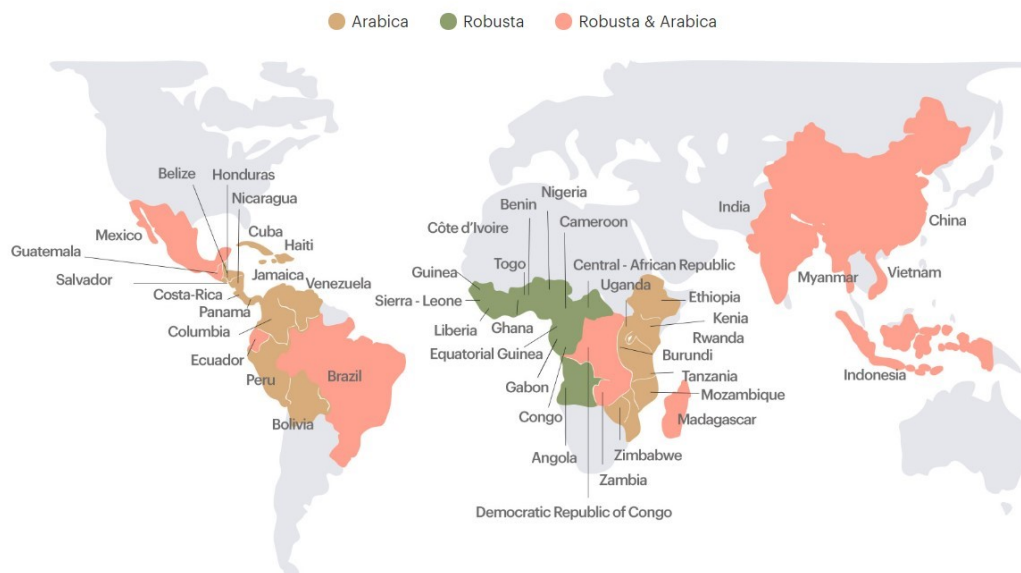 Arabica Robusta Robusta & Arabica
Belize
Honduras
Nicaragua
Mexico
Cuba
Haiti
Guatemala
Salvador
Jamaica
Venezuela
Costa-Rica
Panama
Columbia
Ecuador
Peru
Brazil
Bolivia
Nigeria
Benin
Côte d'Ivoire
Cameroon
Togo
Central - African Republic
Guinea
Uganda
Sierra - Leone
Ethiopia
Liberia
Ghana
Kenia
Equatorial Guinea
Rwanda
Burundi
Gabon
Tanzania
Congo
Mozambique
Madagascar
Angola
Zimbabwe
Zambia
Democratic Republic of Congo
India
China
Myanmar
Vietnam
Indonesia